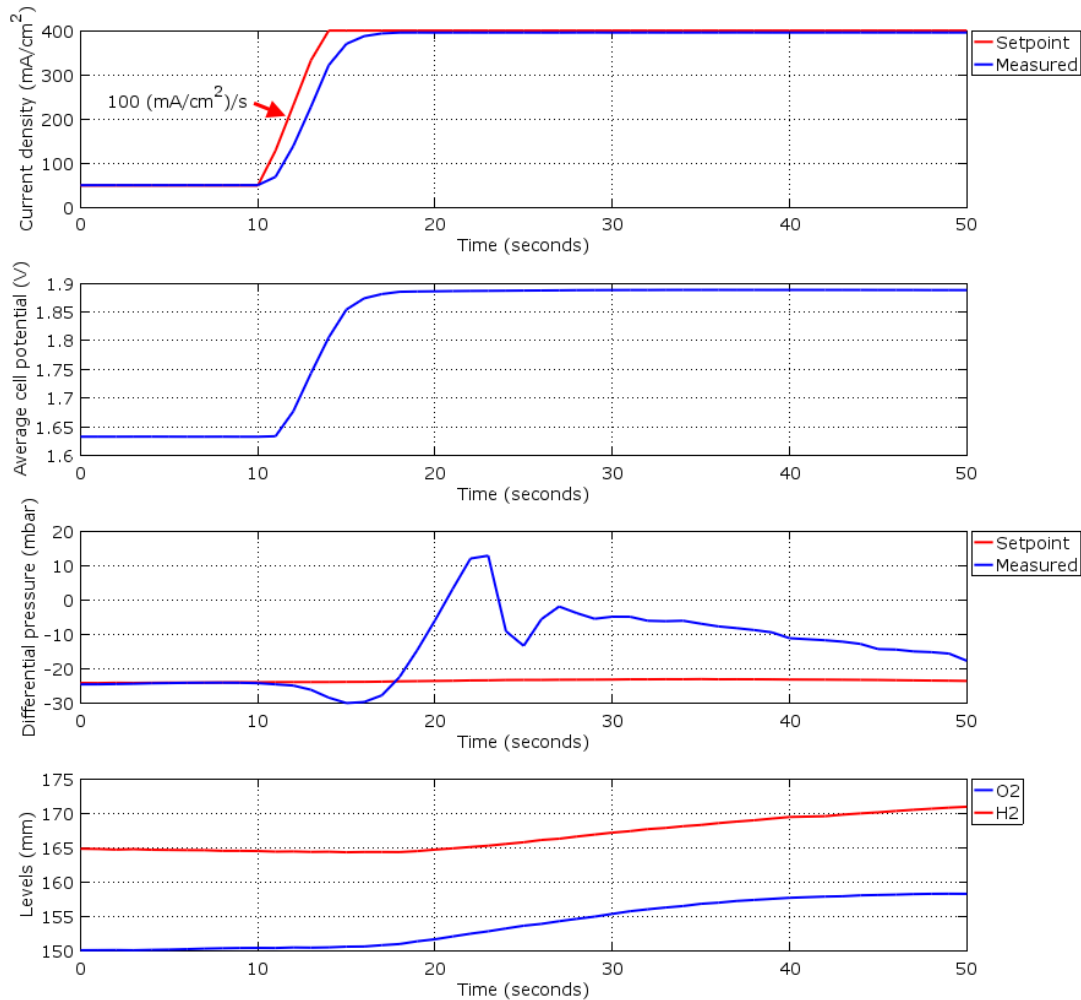 Current density (mA/cm²)
400
300
200
100
0
100 (mA/cm²)/s
Setpoint
Measured
0 10 20 30 40 50
Time (seconds)
Average cell potential (V)
1.9
1.85
1.8
1.75
1.7
1.65
1.6
0 10 20 30 40 50
Time (seconds)
Differential pressure (mbar)
20
10
0
-10
-20
-30
Setpoint
Measured
0 10 20 30 40 50
Time (seconds)
Levels (mm)
175
170
165
160
155
150
O2
H2
0 10 20 30 40 50
Time (seconds)